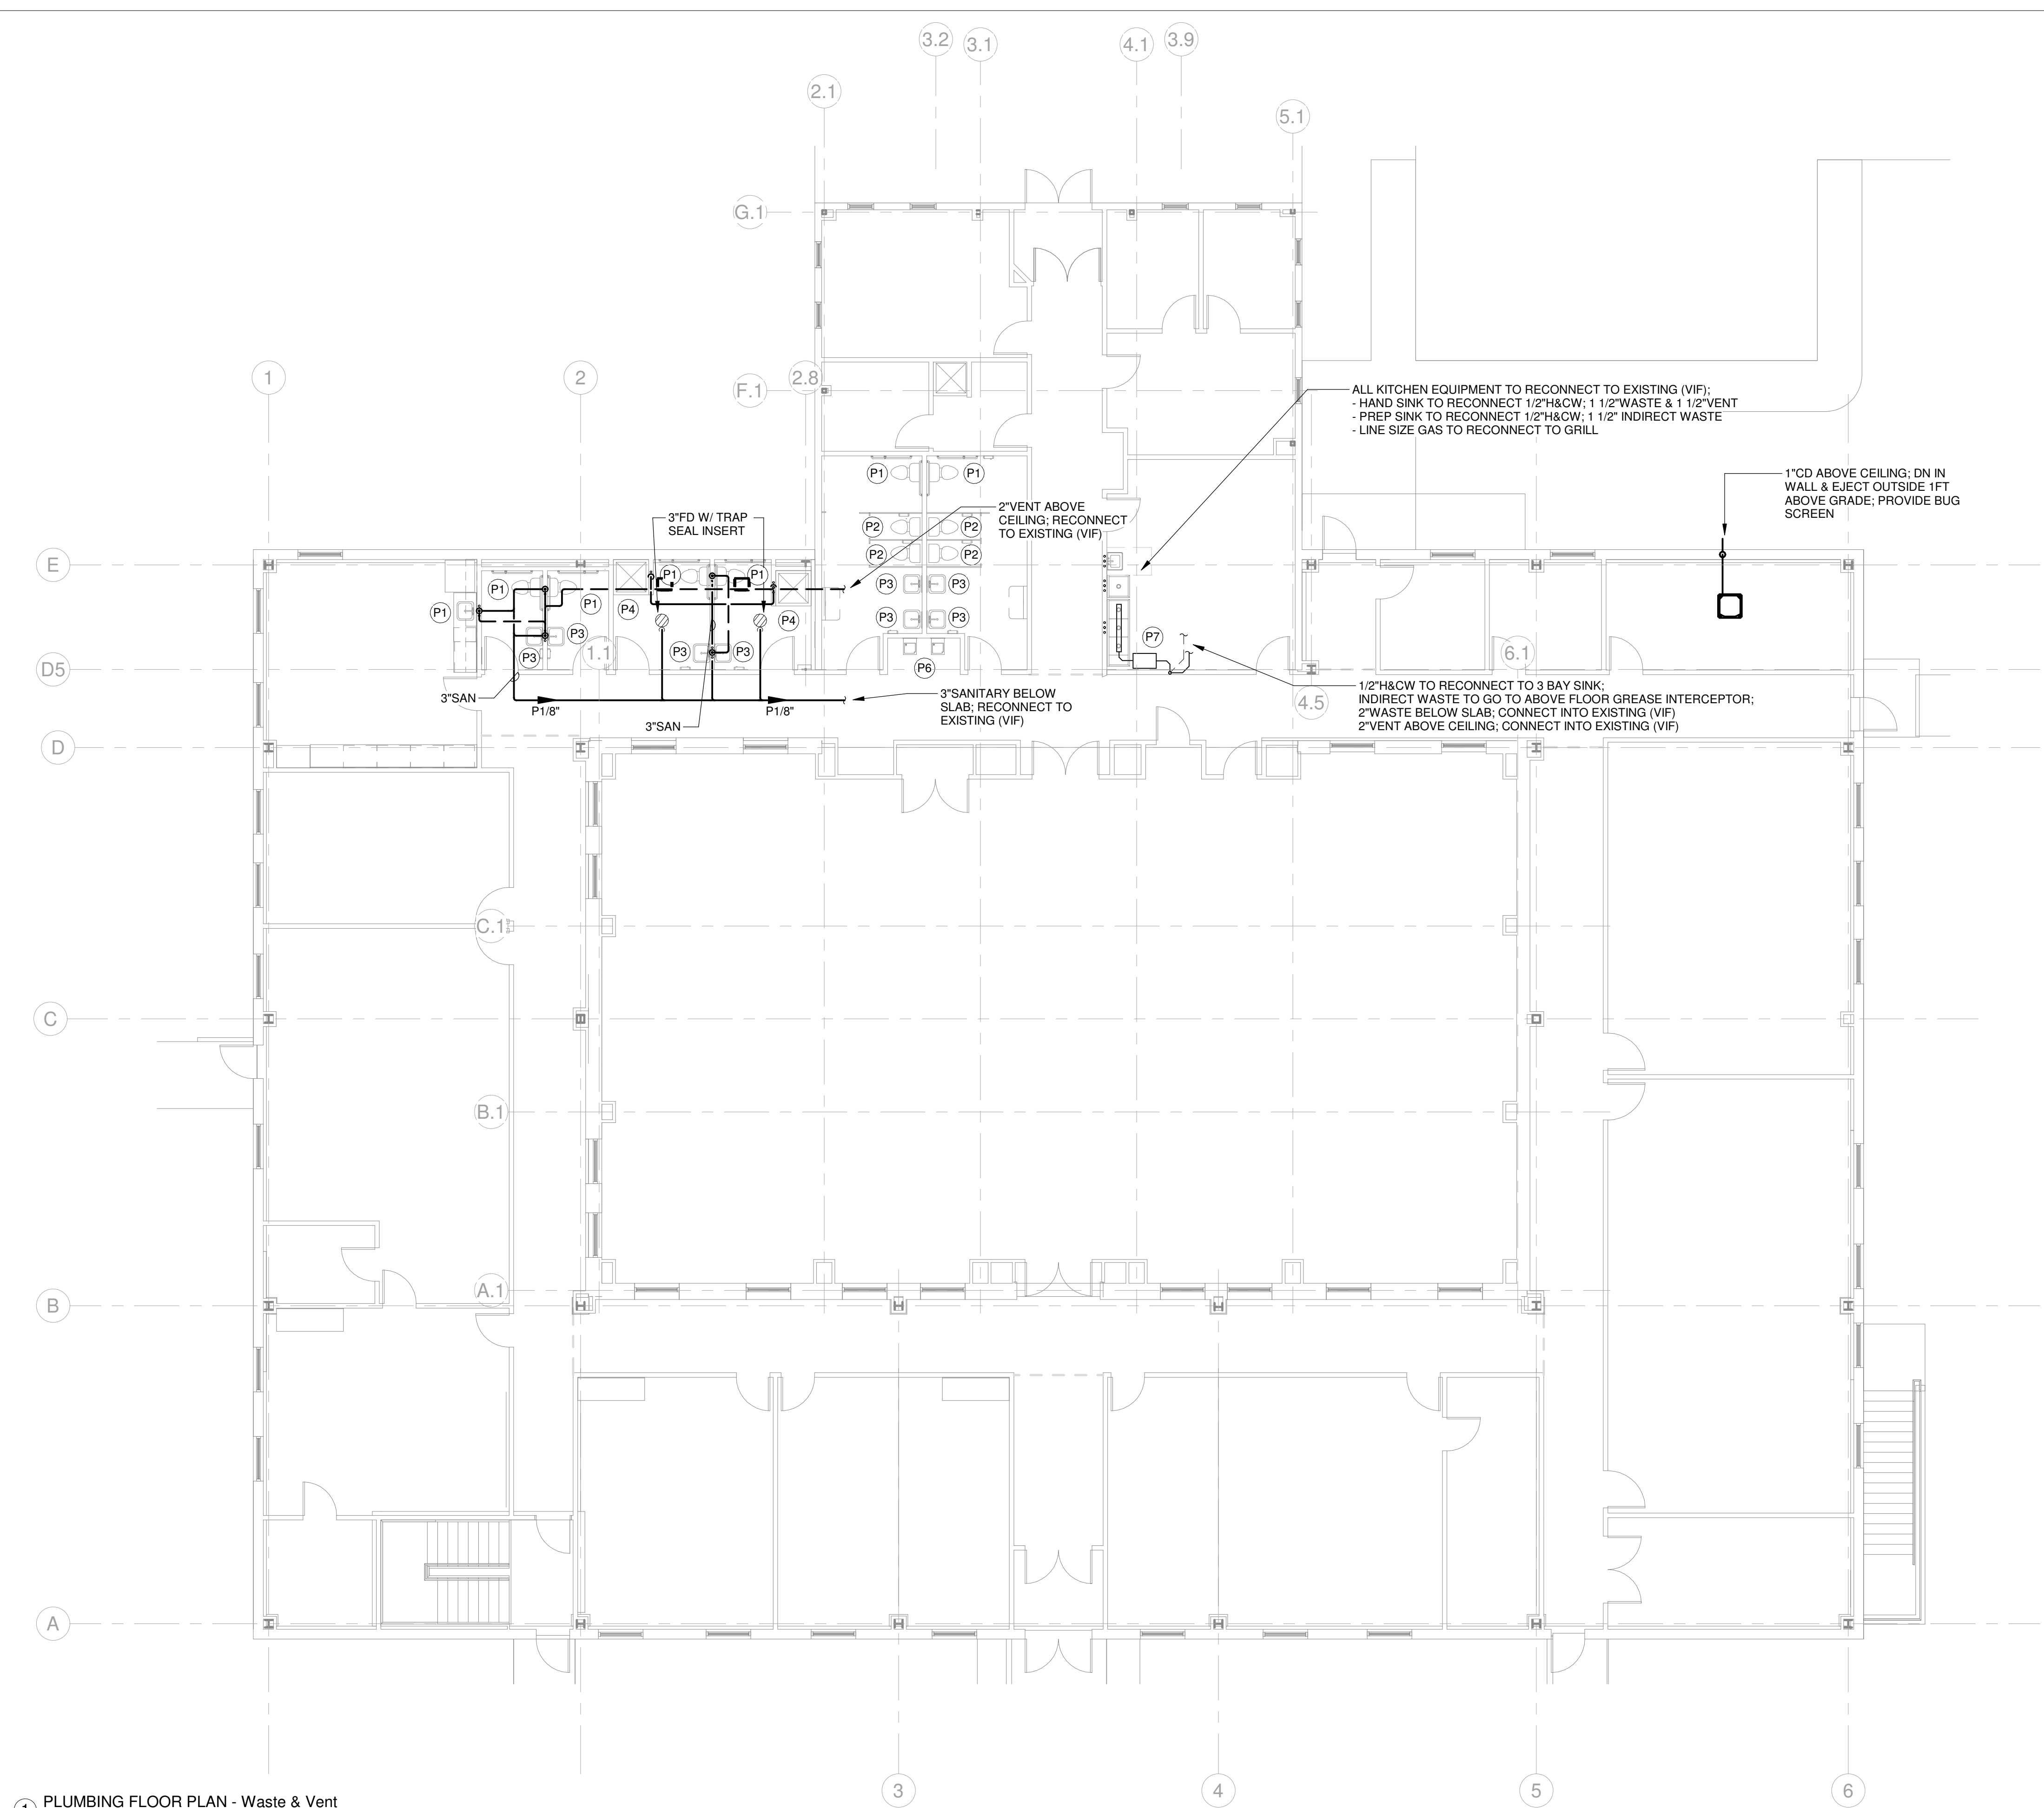 3.2
3.1
4.1
3.9
2.1
5.1
G.1
1
2
2.8
F.1
ALL KITCHEN EQUIPMENT TO RECONNECT TO EXISTING (VIF);
- HAND SINK TO RECONNECT 1/2"H&CW; 1 1/2"WASTE & 1 1/2"VENT
- PREP SINK TO RECONNECT 1/2"H&CW; 1 1/2" INDIRECT WASTE
- LINE SIZE GAS TO RECONNECT TO GRILL
1"CD ABOVE CEILING; DN IN
WALL & EJECT OUTSIDE 1FT
ABOVE GRADE; PROVIDE BUG
SCREEN
P1
P1
2"VENT ABOVE
CEILING; RECONNECT
TO EXISTING (VIF)
3"FD W/ TRAP
SEAL INSERT
P2
P2
P2
P2
E
P1
P1
P1
P1
P1
P4
P4
P3
P3
P3
P3
P3
P3
P3
P3
1.1
P6
P7
6.1
D5
3"SAN
P1/8"
P1/8"
3"SAN
3"SANITARY BELOW
SLAB; RECONNECT TO
EXISTING (VIF)
4.5
1/2"H&CW TO RECONNECT TO 3 BAY SINK;
INDIRECT WASTE TO GO TO ABOVE FLOOR GREASE INTERCEPTOR;
2"WASTE BELOW SLAB; CONNECT INTO EXISTING (VIF)
2"VENT ABOVE CEILING; CONNECT INTO EXISTING (VIF)
D
C.1
C
B.1
A.1
B
A
3
4
5
6
1
PLUMBING FLOOR PLAN - Waste & Vent